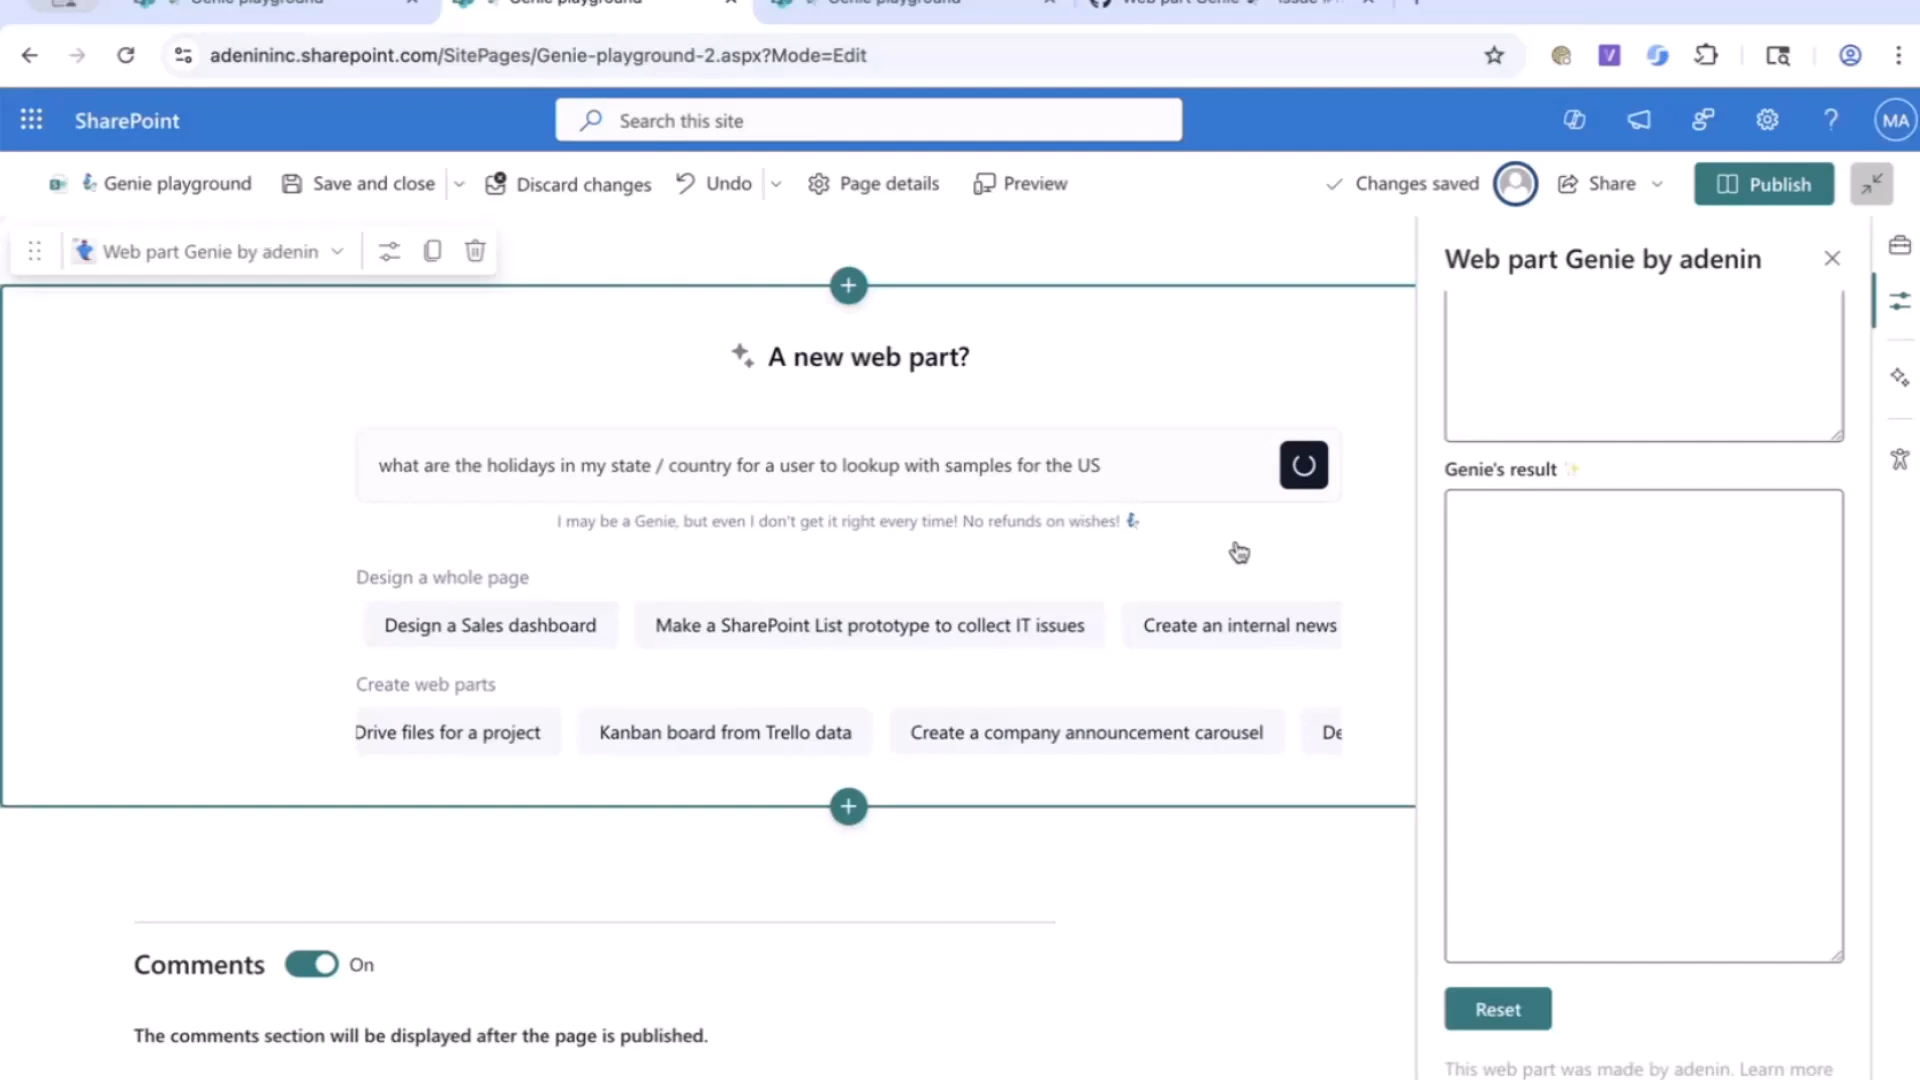 Genie playground
Genie playground
Genie playground
adenininc.sharepoint.com/SitePages/Genie-playground-2.aspx?Mode=Edit
SharePoint
Search this site
MA
Genie playground
Save and close
Discard changes
Undo
Page details
Preview
Changes saved
Share
Publish
Web part Genie by adenin
Web part Genie by adenin
A new web part?
what are the holidays in my state / country for a user to lookup with samples for the US
I may be a Genie, but even I don't get it right every time! No refunds on wishes!
Genie's result
Design a whole page
Design a Sales dashboard
Make a SharePoint List prototype to collect IT issues
Create an internal news
Create web parts
Drive files for a project
Kanban board from Trello data
Create a company announcement carousel
De
Comments
On
The comments section will be displayed after the page is published.
Reset
This web part was made by adenin. Learn more